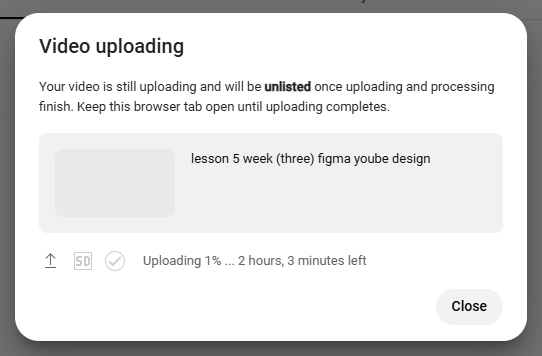 Video uploading
Your video is still uploading and will be unlisted once uploading and processing
finish. Keep this browser tab open until uploading completes.
lesson 5 week (three) figma yoube design
SD
Uploading 1% ... 2 hours, 3 minutes left
Close